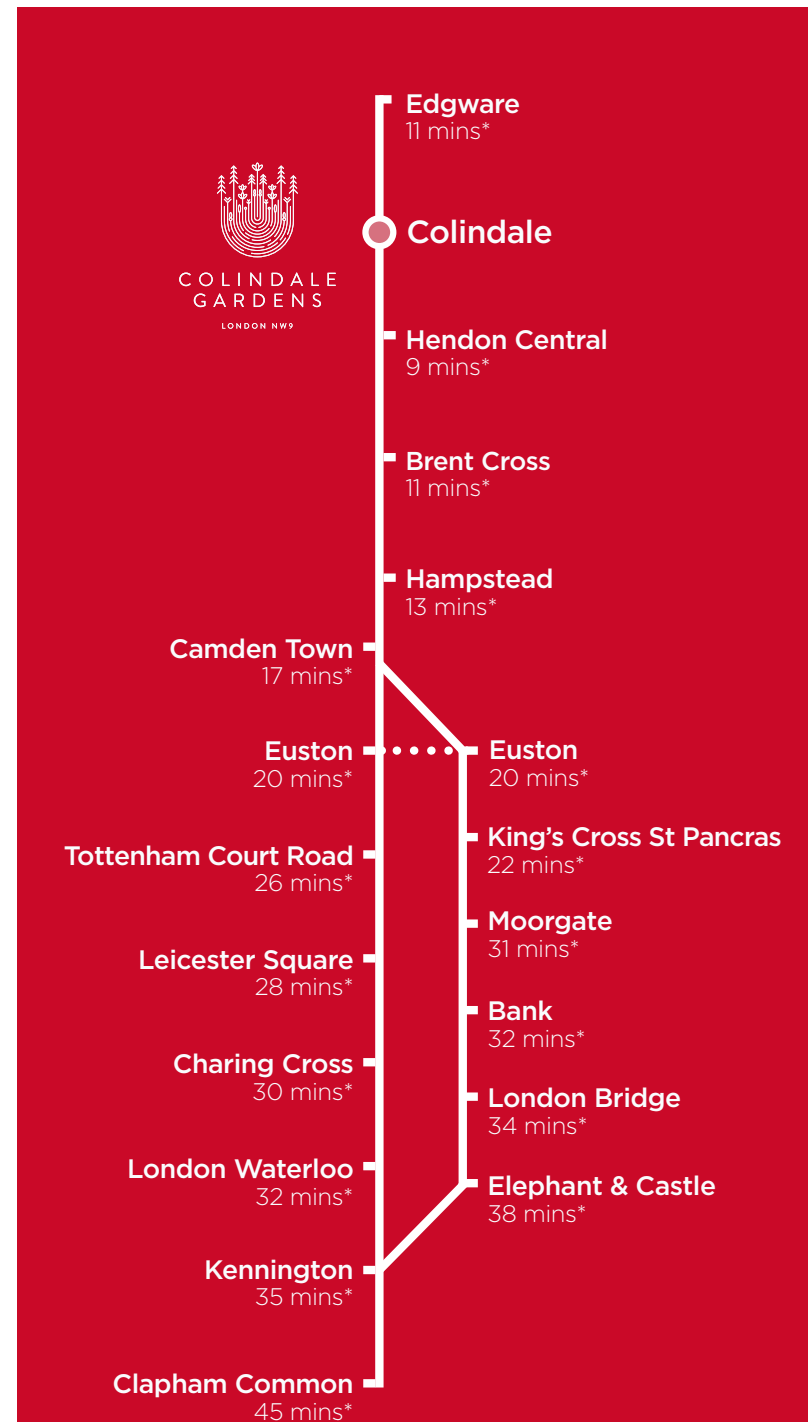 Edgware
11 mins*
COLINDALE
GARDENS
LONDON NW9
Colindale
Hendon Central
9 mins*
Brent Cross
11 mins*
Hampstead
13 mins*
Camden Town
17 mins*
Euston
20 mins*
Tottenham Court Road
26 mins*
Leicester Square
28 mins*
Charing Cross
30 mins*
London Waterloo
32 mins*
Kennington
35 mins*
Clapham Common
45 mins*
Euston
20 mins*
King's Cross St Pancras
22 mins*
Moorgate
31 mins*
Bank
32 mins*
London Bridge
34 mins*
Elephant & Castle
38 mins*